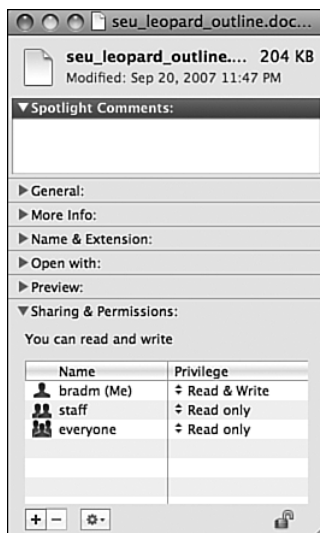 seu_leopard_outline.doc...
seu_leopard_outline.... 204 KB
Modified: Sep 20, 2007 11:47 PM
Spotlight Comments:
General:
More Info:
Name & Extension:
Open with:
Preview:
Sharing & Permissions:
You can read and write
Name Privilege
bradm (Me) Read & Write
staff Read only
everyone Read only